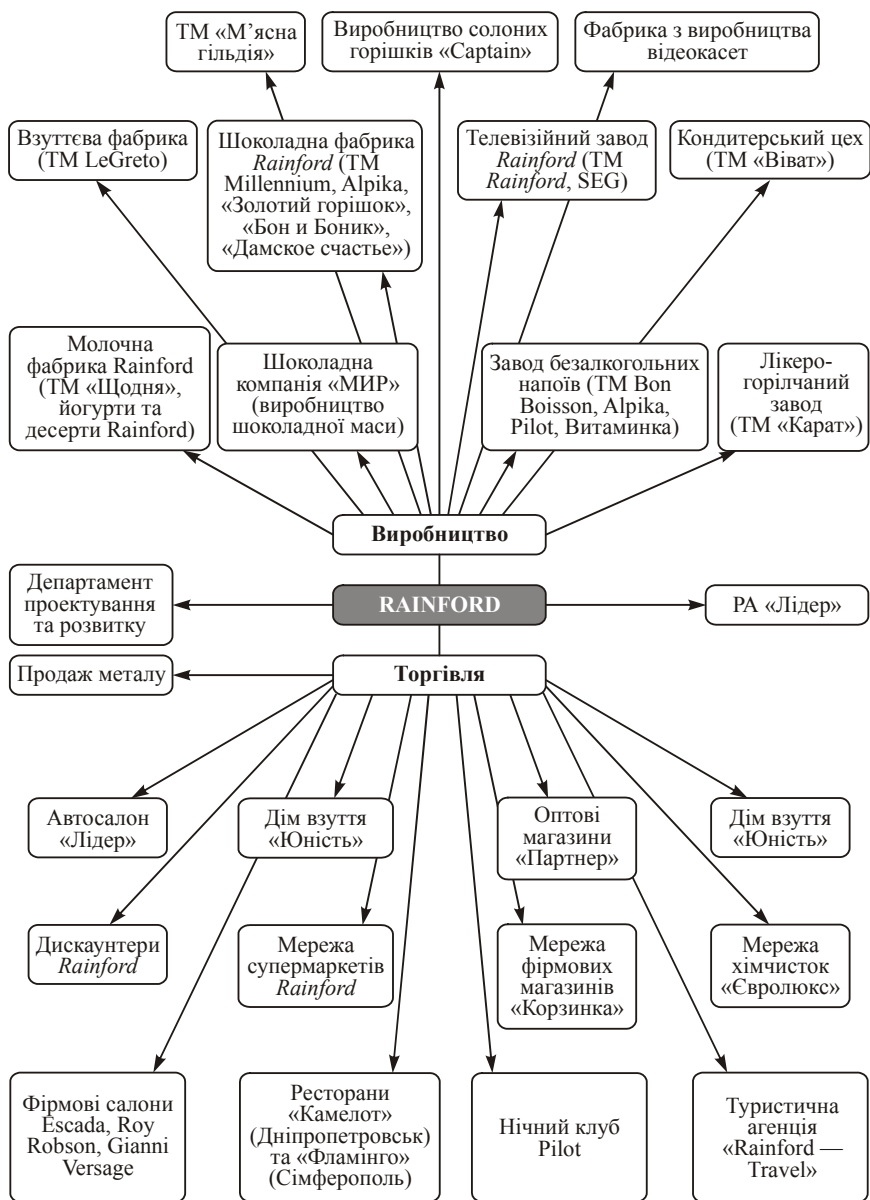 ТМ «М’ясна
гільдія»
Виробництво солоних
горішків «Captain»
Фабрика з виробництва
відеокасет
Взуттєва фабрика
(ТМ LeGreto)
Шоколадна фабрика
Rainford (ТМ
Millennium, Alpika,
«Золотий горішок»,
«Бон и Боник»,
«Дамское счастье»)
Телевізійний завод
Rainford (ТМ
Rainford, SEG)
Кондитерський цех
(ТМ «Віват»)
Молочна
фабрика Rainford
(ТМ «Щодня»,
йогурти та
десерти Rainford)
Шоколадна
компанія «МИР»
(виробництво
шоколадної маси)
Завод безалкогольних
напоїв (ТМ Bon
Boisson, Alpika,
Pilot, Витаминка)
Лікеро-
горілчаний
завод
(ТМ «Карат»)
Виробництво
Департамент
проектування
та розвитку
RAINFORD
РА «Лідер»
Продаж металу
Торгівля
Автосалон
«Лідер»
Дім взуття
«Юність»
Оптові
магазини
«Партнер»
Дім взуття
«Юність»
Дискаунтери
Rainford
Мережа
супермаркетів
Rainford
Мережа
фірмових
магазинів
«Корзинка»
Мережа
хімчисток
«Євролюкс»
Фірмові салони
Escada, Roy
Robson, Gianni
Versage
Ресторани
«Камелот»
(Дніпропетровськ)
та «Фламінго»
(Сімферополь)
Нічний клуб
Pilot
Туристична
агенція
«Rainford —
Travel»